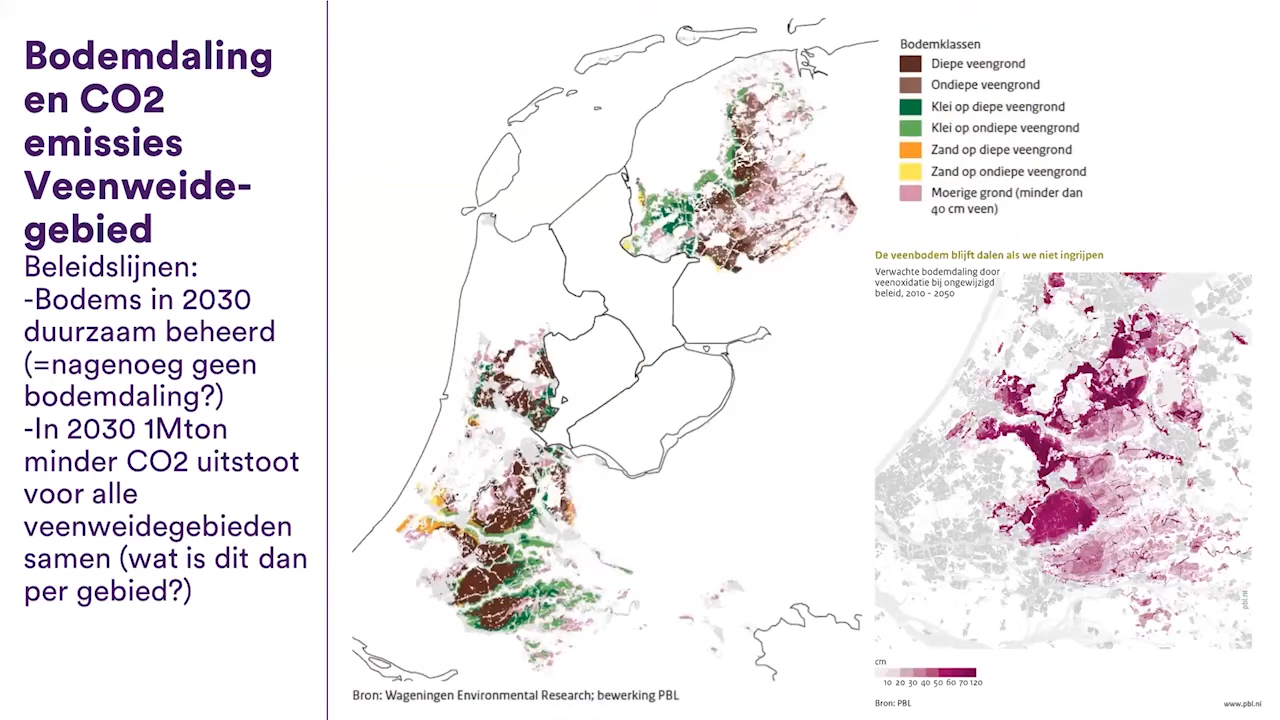 Bodemdaling
en CO2
emissies
Veenweide-
gebied
Beleidslijnen:
-Bodems in 2030
duurzaam beheerd
(=nagenoeg geen
bodemdaling?)
-In 2030 1Mton
minder CO2 uitstoot
voor alle
veenweidegebieden
samen (wat is dit dan
per gebied?)
Bodemklassen
Diepe veengrond
Ondiepe veengrond
Klei op diepe veengrond
Klei op ondiepe veengrond
Zand op diepe veengrond
Zand op ondiepe veengrond
Moerige grond (minder dan
40 cm veen)
De veenbodem blijft dalen als we niet ingrijpen
Verwachte bodemdaling door
veenoxidatie bij ongewijzigd
beleid, 2010 - 2050
pbl.nl
cm
10 20 30 40 50 60 70 120
Bron: Wageningen Environmental Research; bewerking PBL
Bron: PBL
www.pbl.nl